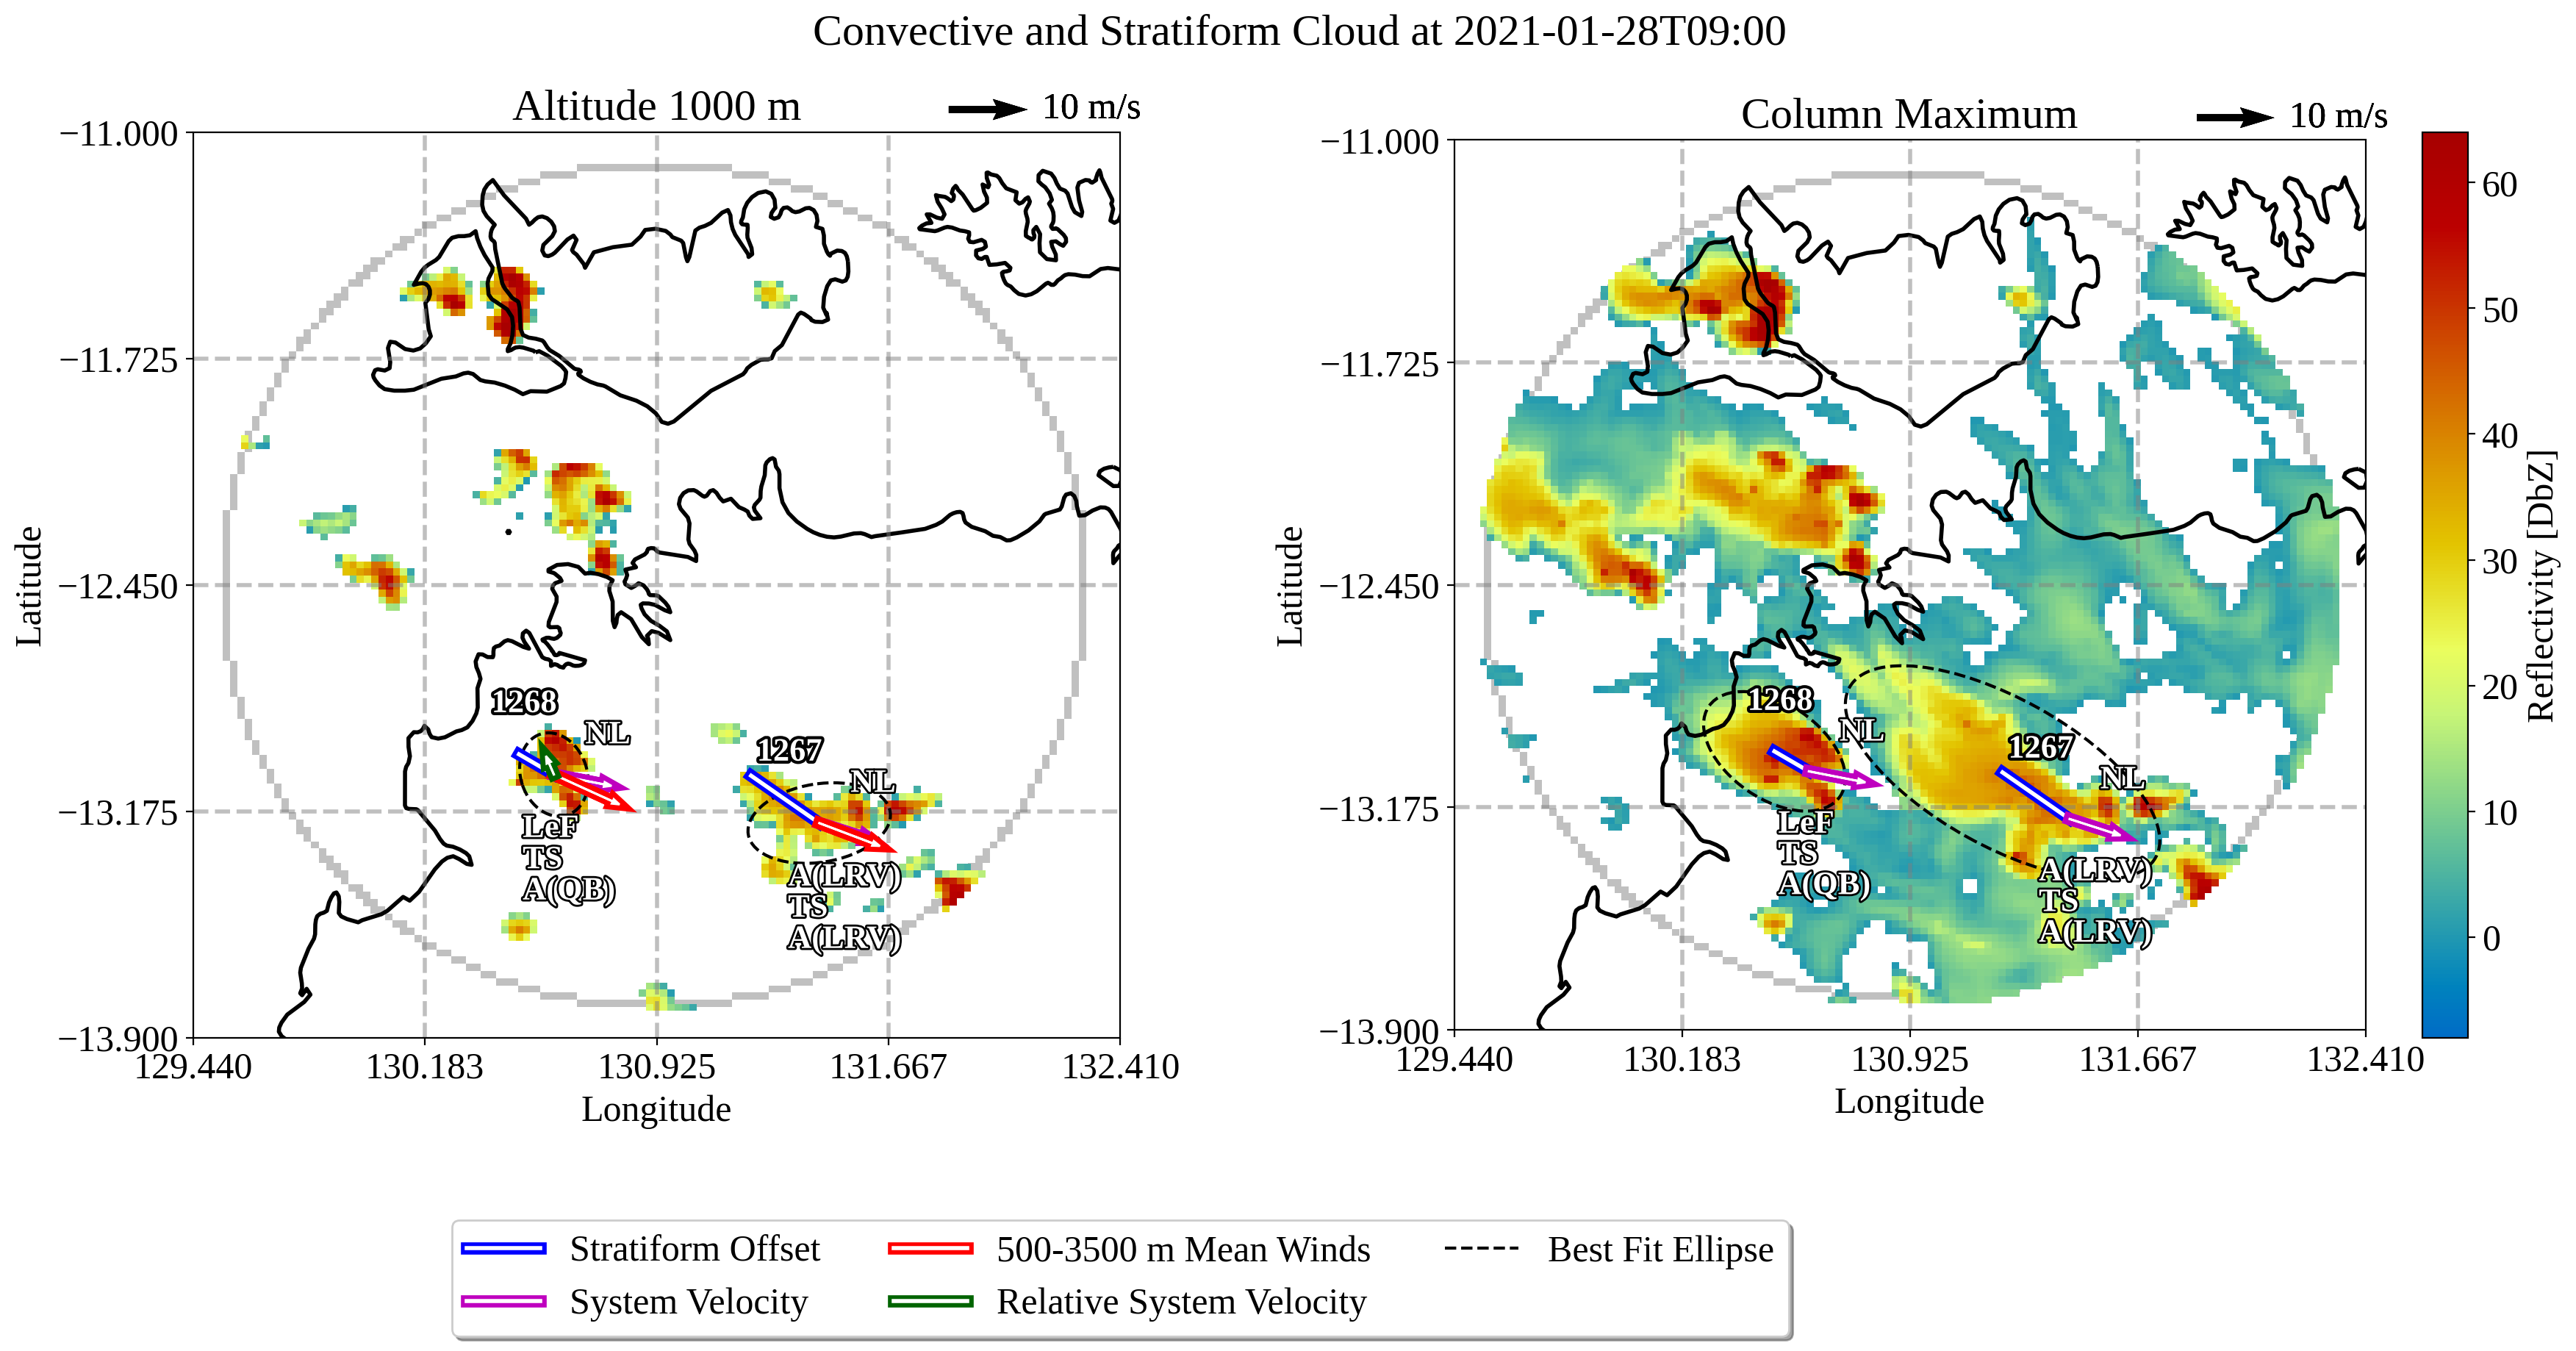 Convective and Stratiform Cloud at 2021-01-28T09:00
Altitude 1000 m
10 m/s
−11.000
−11.725
−12.450
−13.175
−13.900
Latitude
129.440
130.183
130.925
131.667
132.410
Longitude
1268
NL
LeF
TS
A(QB)
1267
NL
A(LRV)
TS
A(LRV)
Column Maximum
10 m/s
−11.000
−11.725
−12.450
−13.175
−13.900
Latitude
129.440
130.183
130.925
131.667
132.410
Longitude
1268
NL
LeF
TS
A(QB)
1267
NL
A(LRV)
TS
A(LRV)
60
50
40
30
20
10
0
Reflectivity [DbZ]
Stratiform Offset
System Velocity
500-3500 m Mean Winds
Relative System Velocity
Best Fit Ellipse